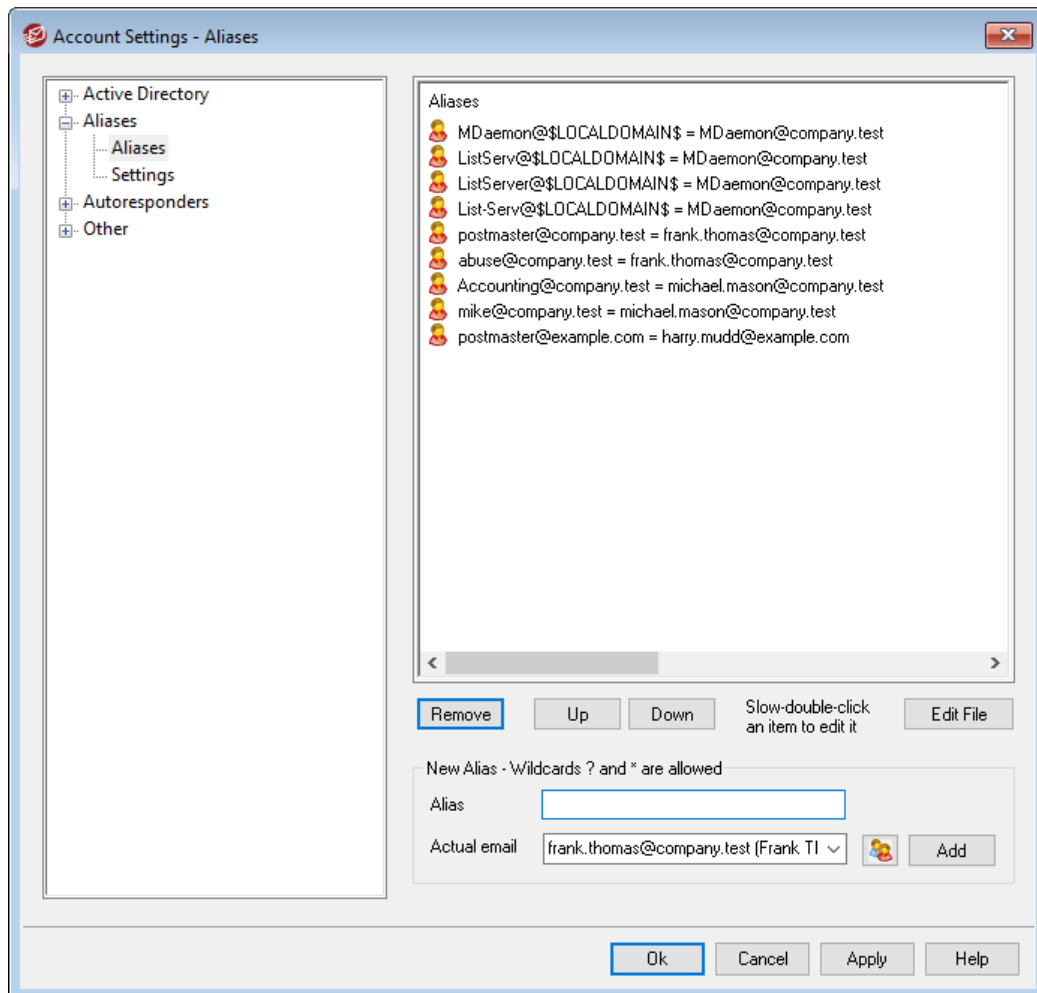 Account Settings - Aliases
Active Directory
Aliases
Aliases
Settings
Autoresponders
Other
Aliases
MDaemon@$LOCALDOMAIN$ = MDaemon@company.test
ListServ@$LOCALDOMAIN$ = MDaemon@company.test
ListServer@$LOCALDOMAIN$ = MDaemon@company.test
List-Serv@$LOCALDOMAIN$ = MDaemon@company.test
postmaster@company.test = frank.thomas@company.test
abuse@company.test = frank.thomas@company.test
Accounting@company.test = michael.mason@company.test
mike@company.test = michael.mason@company.test
postmaster@example.com = harry.mudd@example.com
Remove Up Down Slow-double-click an item to edit it Edit File
New Alias - Wildcards ? and * are allowed
Alias
Actual email frank.thomas@company.test (Frank Tl Add
Ok Cancel Apply Help